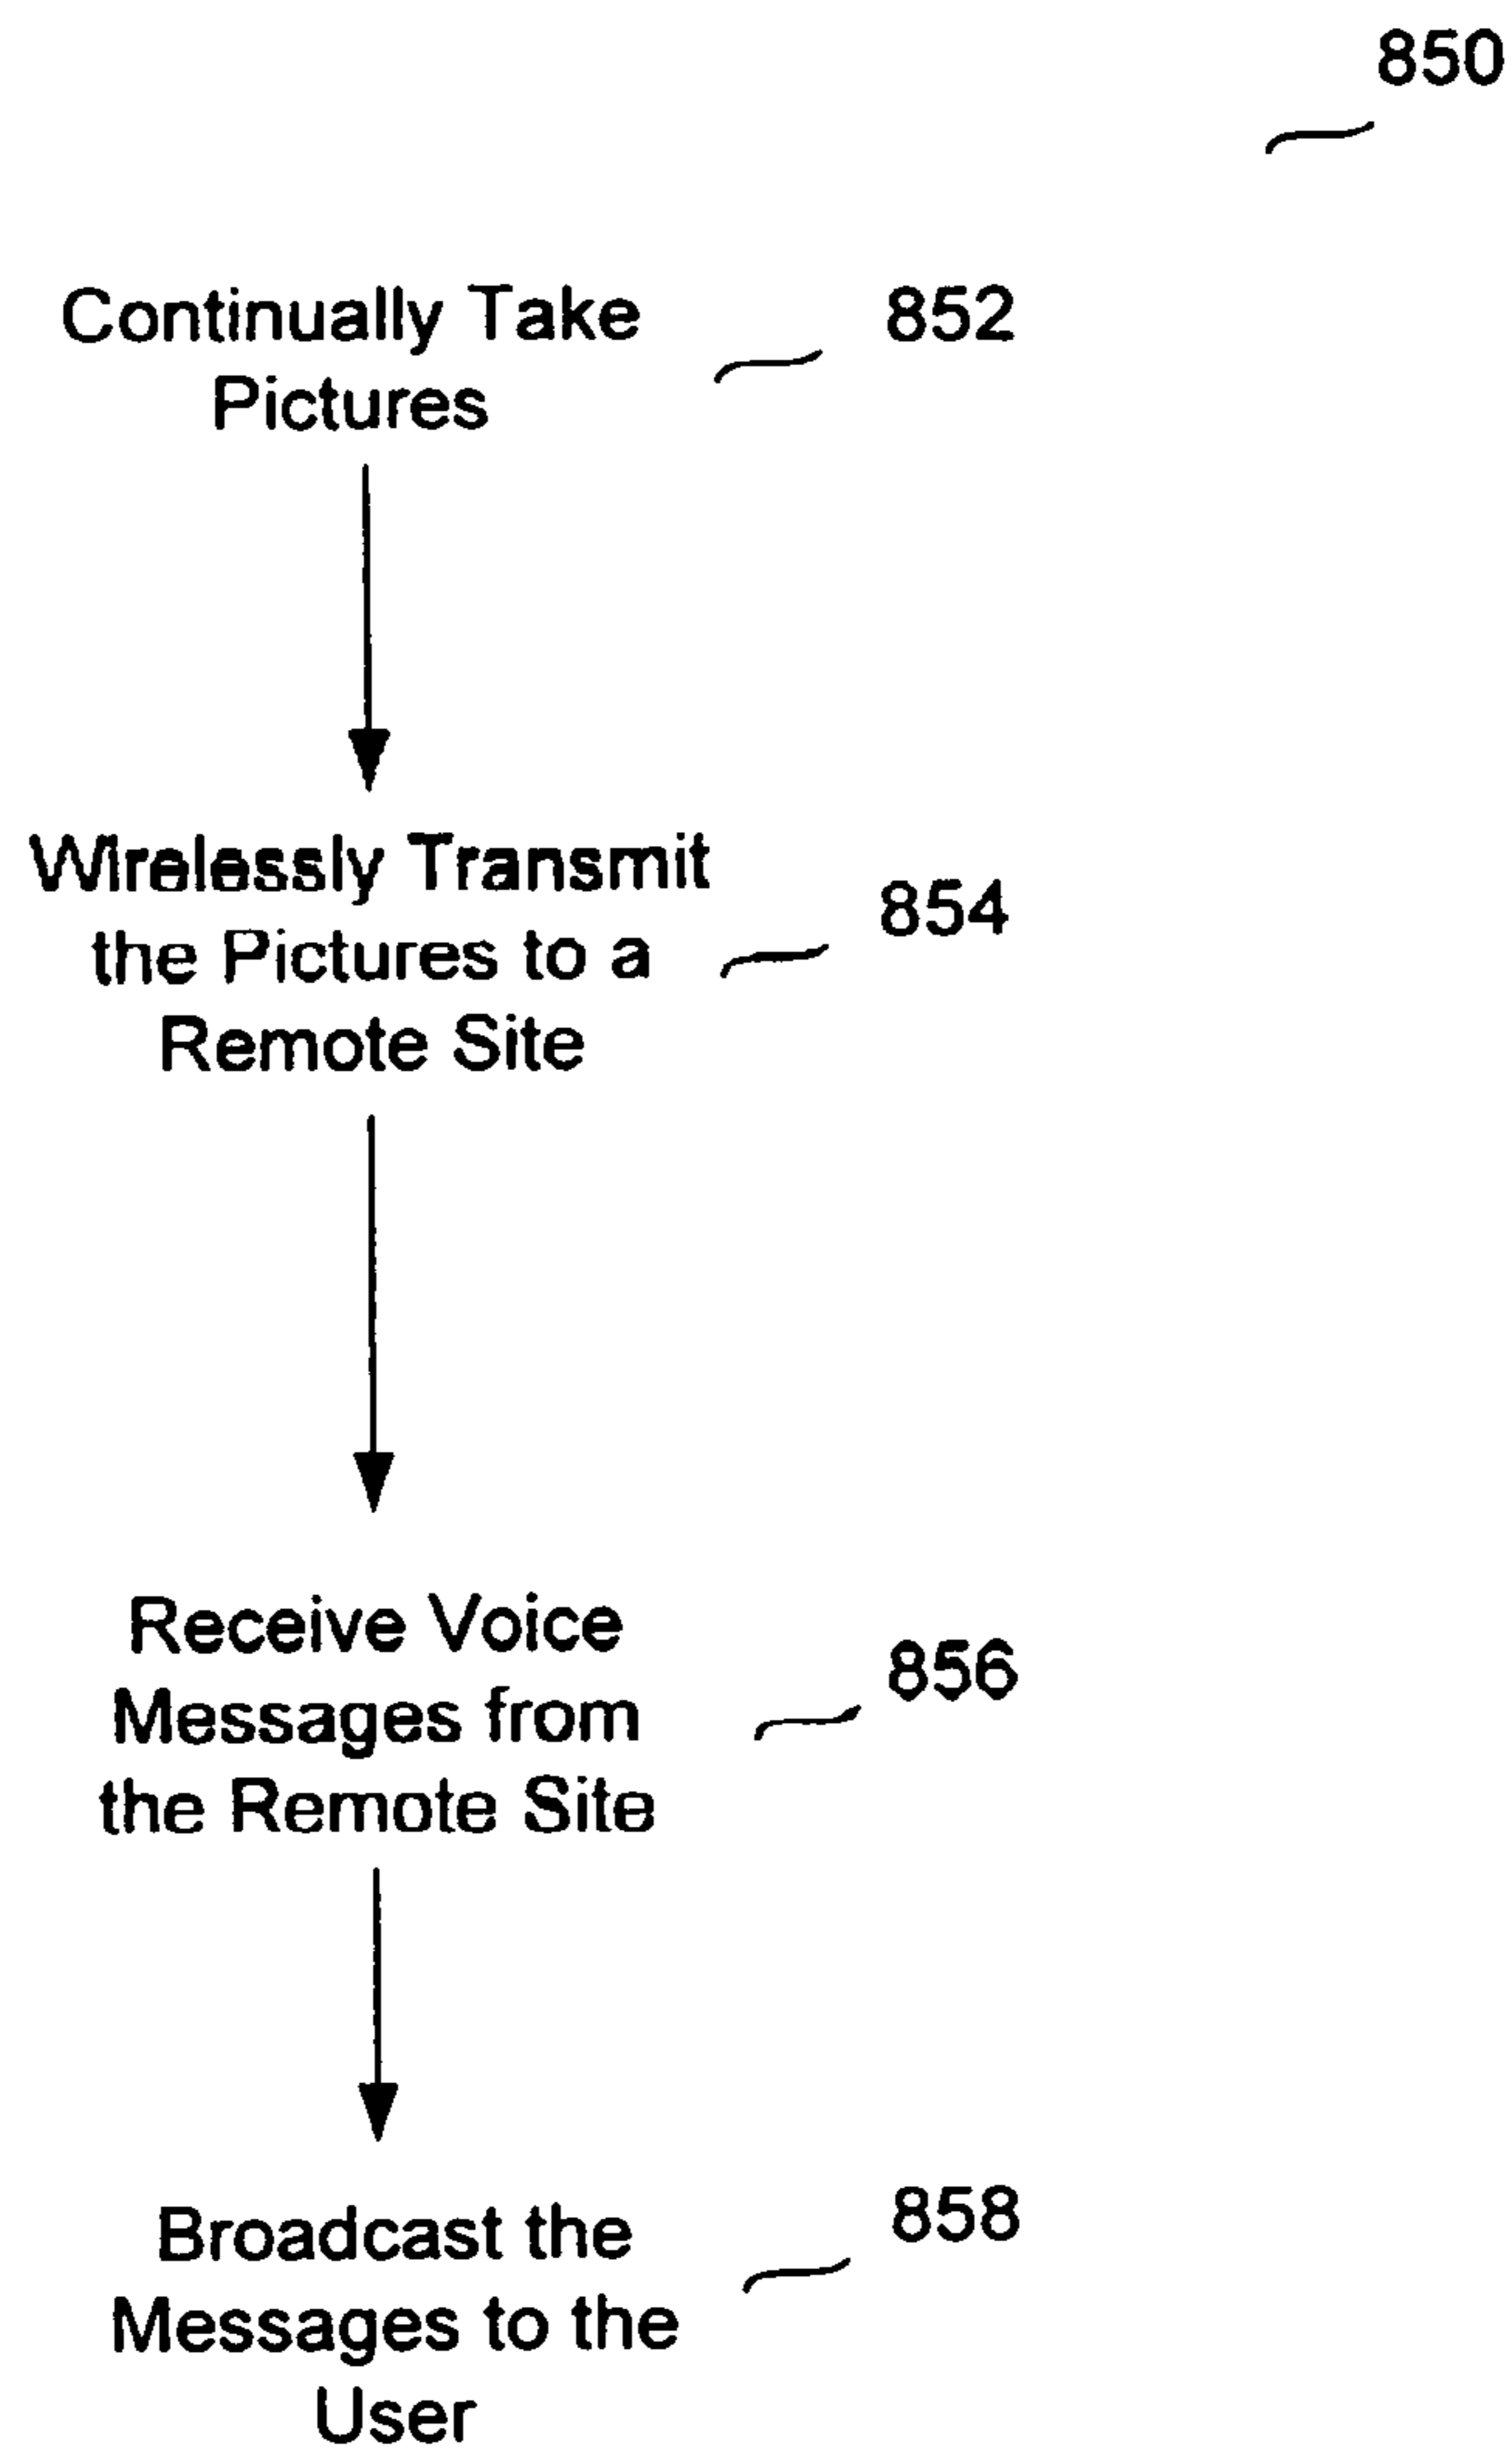 850
Continually Take
Pictures
852
Wirelessly Transmit
the Pictures to a
Remote Site
854
Receive Voice
Messages from
the Remote Site
856
Broadcast the
Messages to the
User
858